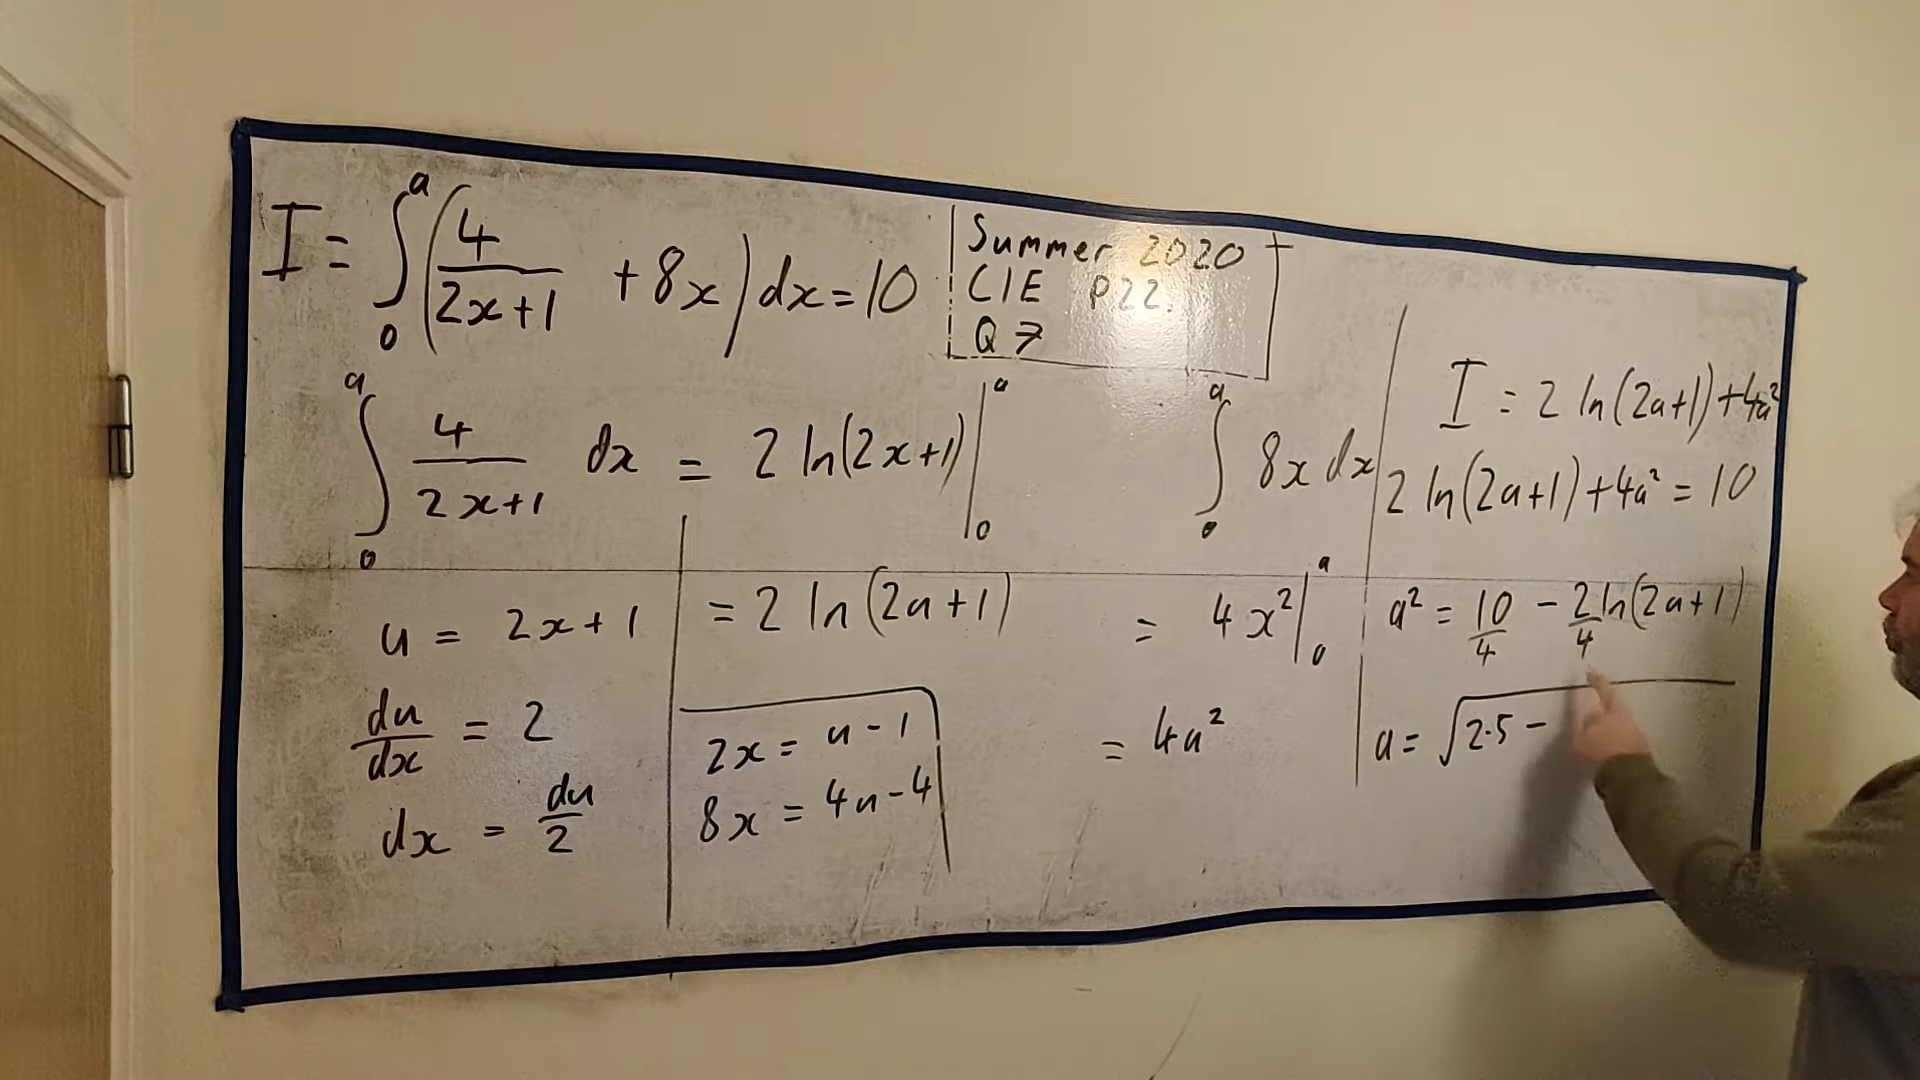 I = ∫₀ᵃ (4/(2x+1) + 8x) dx = 10
Summer 2020
CIE P22.
Q 7
∫₀ᵃ 4/(2x+1) dx = 2 ln(2x+1) |₀ᵃ
u = 2x+1
du/dx = 2
dx = du/2
= 2 ln(2a+1)
2x = u - 1
8x = 4u - 4
∫₀ᵃ 8x dx
= 4x² |₀ᵃ
= 4a²
I = 2 ln(2a+1) + 4a²
2 ln(2a+1) + 4a² = 10
a² = 10/4 - 2/4 ln(2a+1)
a = √(2.5 -